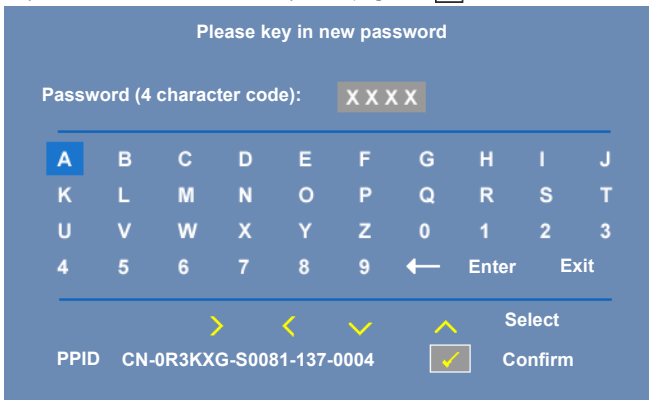 Please key in new password
Password (4 character code): X X X X
A B C D E F G H I J
K L M N O P Q R S T
U V W X Y Z 0 1 2 3
4 5 6 7 8 9 ← Enter Exit
Select
PPID CN-0R3KXG-S0081-137-0004 Confirm